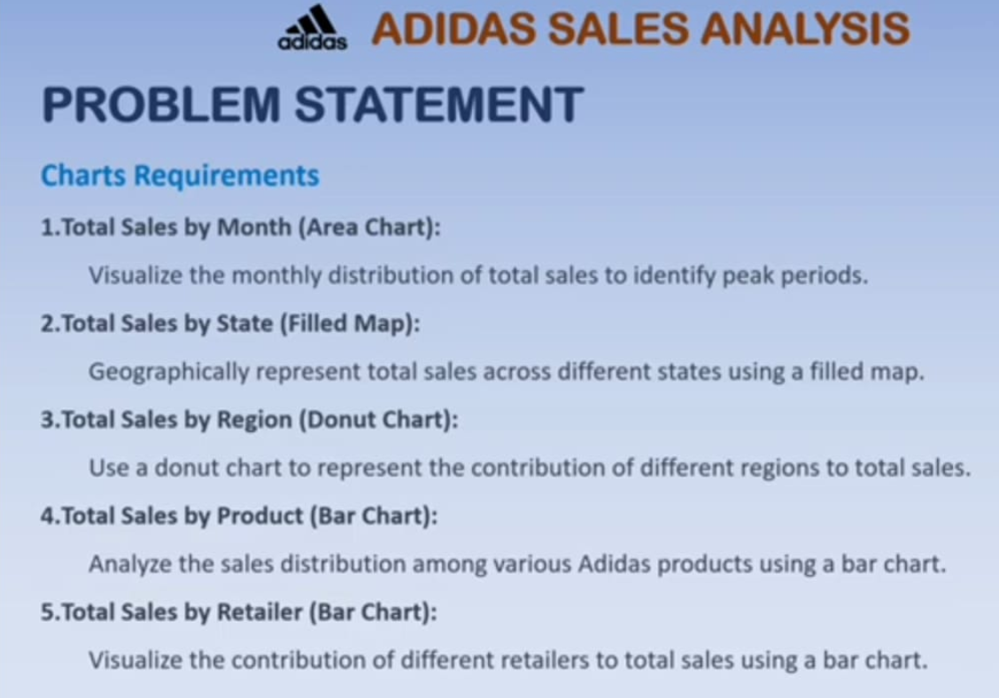 adidas ADIDAS SALES ANALYSIS
PROBLEM STATEMENT
Charts Requirements
1.Total Sales by Month (Area Chart):
Visualize the monthly distribution of total sales to identify peak periods.
2.Total Sales by State (Filled Map):
Geographically represent total sales across different states using a filled map.
3.Total Sales by Region (Donut Chart):
Use a donut chart to represent the contribution of different regions to total sales.
4.Total Sales by Product (Bar Chart):
Analyze the sales distribution among various Adidas products using a bar chart.
5.Total Sales by Retailer (Bar Chart):
Visualize the contribution of different retailers to total sales using a bar chart.